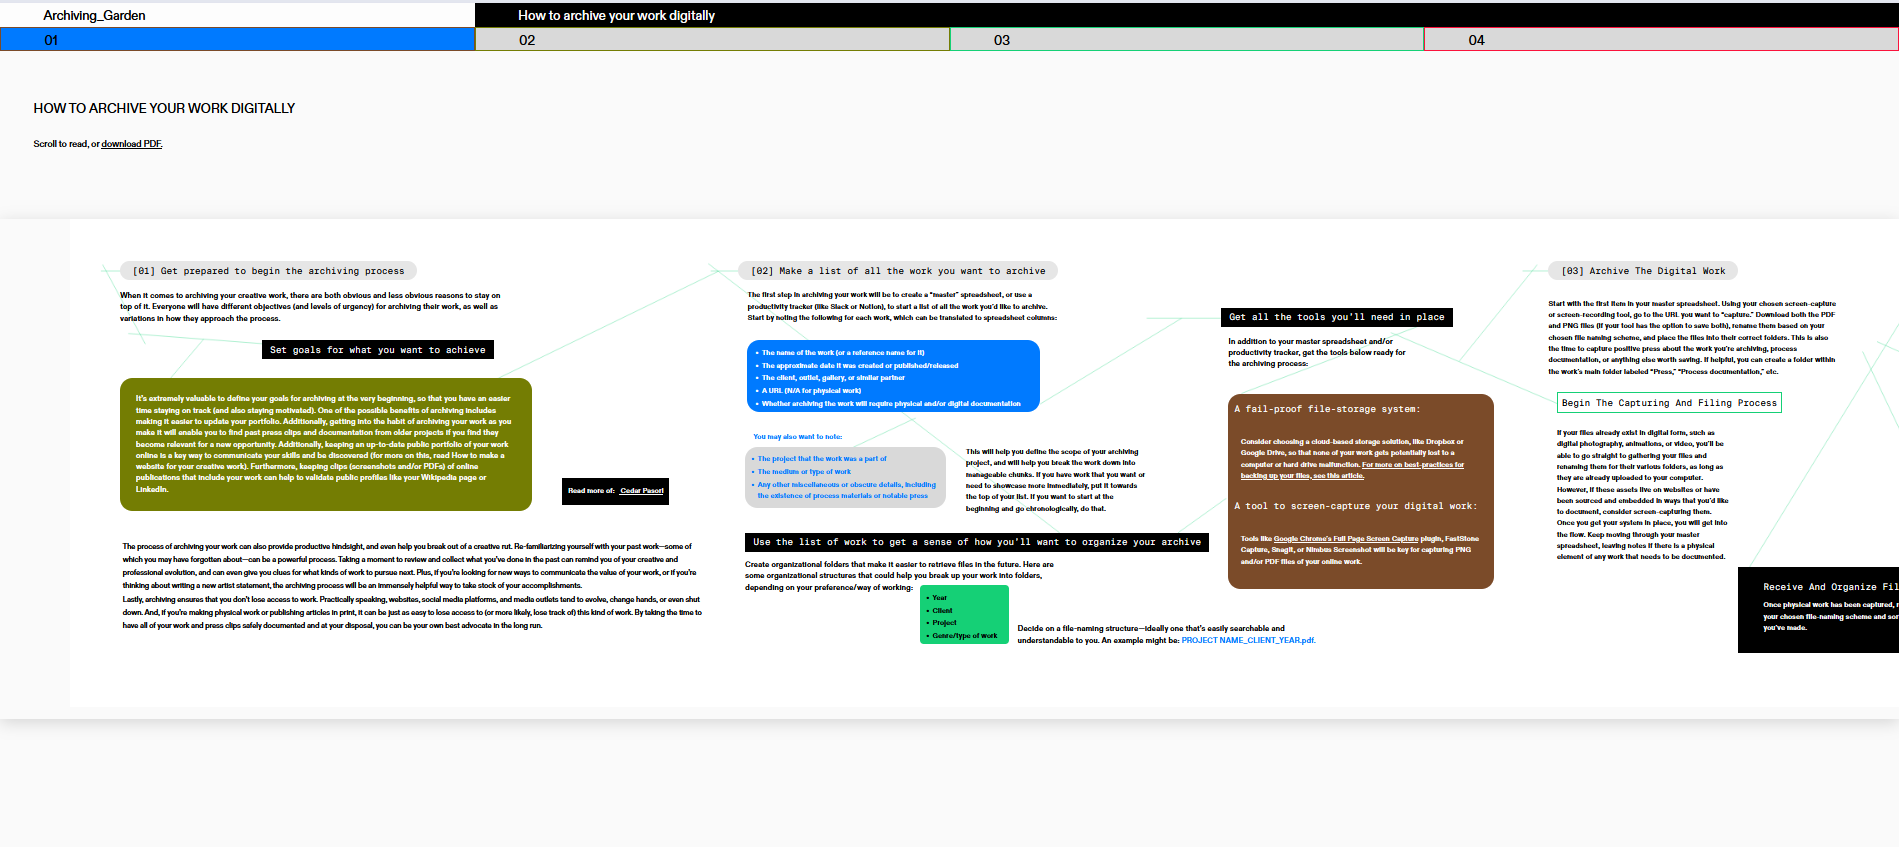 Archiving_Garden
How to archive your work digitally
01
02
03
04
HOW TO ARCHIVE YOUR WORK DIGITALLY
Scroll to read, or download PDF.
[01] Get prepared to begin the archiving process
When it comes to archiving your creative work, there are both obvious and less obvious reasons to stay on
top of it. Everyone will have different objectives (and levels of urgency) for archiving their work, as well as
variations in how they approach the process.
Set goals for what you want to achieve
It's extremely valuable to define your goals for archiving at the very beginning, so that you have an easier
time staying on track (and also staying motivated). One of the possible benefits of archiving includes
making it easier to update your portfolio. Additionally, getting into the habit of archiving your work as you
make it will enable you to find past press clips and documentation from older projects if you find they
become relevant for a new opportunity. Additionally, keeping an up-to-date public portfolio of your work
online is a key way to communicate your skills and be discovered (for more on this, read How to make a
website for your creative work). Furthermore, keeping clips (screenshots and/or PDFs) of online
publications that include your work can help to validate public profiles like your Wikipedia page or
LinkedIn.
Read more of: Cedar Pasori
The process of archiving your work can also provide productive hindsight, and even help you break out of a creative rut. Re-familiarizing yourself with your past work—some of
which you may have forgotten about—can be a powerful process. Taking a moment to review and collect what you've done in the past can remind you of your creative and
professional evolution, and can even give you clues for what kinds of work to pursue next. Plus, if you're looking for new ways to communicate the value of your work, or if you're
thinking about writing a new artist statement, the archiving process will be an immensely helpful way to take stock of your accomplishments.
Lastly, archiving ensures that you don't lose access to work. Practically speaking, websites, social media platforms, and media outlets tend to evolve, change hands, or even shut
down. And, if you're making physical work or publishing articles in print, it can be just as easy to lose access to (or more likely, lose track of) this kind of work. By taking the time to
have all of your work and press clips safely documented and at your disposal, you can be your own best advocate in the long run.
[02] Make a list of all the work you want to archive
The first step in archiving your work will be to create a "master" spreadsheet, or use a
productivity tracker (like Slack or Notion), to start a list of all the work you'd like to archive.
Start by noting the following for each work, which can be translated to spreadsheet columns:
• The name of the work (or a reference name for it)
• The approximate date it was created or published/released
• The client, outlet, gallery, or similar partner
• A URL (N/A for physical work)
• Whether archiving the work will require physical and/or digital documentation
You may also want to note:
• The project that the work was a part of
• The medium or type of work
• Any other miscellaneous or obscure details, including
the existence of process materials or notable press
This will help you define the scope of your archiving
project, and will help you break the work down into
manageable chunks. If you have work that you want or
need to showcase more immediately, put it towards
the top of your list. If you want to start at the
beginning and go chronologically, do that.
Use the list of work to get a sense of how you'll want to organize your archive
Create organizational folders that make it easier to retrieve files in the future. Here are
some organizational structures that could help you break up your work into folders,
depending on your preference/way of working:
• Year
• Client
• Project
• Genre/type of work
Decide on a file-naming structure—ideally one that's easily searchable and
understandable to you. An example might be: PROJECT NAME_CLIENT_YEAR.pdf.
Get all the tools you'll need in place
In addition to your master spreadsheet and/or
productivity tracker, get the tools below ready for
the archiving process:
A fail-proof file-storage system:
Consider choosing a cloud-based storage solution, like Dropbox or
Google Drive, so that none of your work gets potentially lost to a
computer or hard drive malfunction. For more on best-practices for
backing up your files, see this article.
A tool to screen-capture your digital work:
Tools like Google Chrome's Full Page Screen Capture plugin, FastStone
Capture, Snagit, or Nimbus Screenshot will be key for capturing PNG
and/or PDF files of your online work.
[03] Archive The Digital Work
Start with the first item in your master spreadsheet. Using your chosen screen-capture
or screen-recording tool, go to the URL you want to "capture." Download both the PDF
and PNG files (if your tool has the option to save both), rename them based on your
chosen file naming scheme, and place the files into their correct folders. This is also
the time to capture positive press about the work you're archiving, process
documentation, or anything else worth saving. If helpful, you can create a folder within
the work's main folder labeled "Press," "Process documentation," etc.
Begin The Capturing And Filing Process
If your files already exist in digital form, such as
digital photography, animations, or video, you'll be
able to go straight to gathering your files and
renaming them for their various folders, as long as
they are already uploaded to your computer.
However, if these assets live on websites or have
been sourced and embedded in ways that you'd like
to document, consider screen-capturing them.
Once you get your system in place, you will get into
the flow. Keep moving through your master
spreadsheet, leaving notes if there is a physical
element of any work that needs to be documented.
Receive And Organize Fil
Once physical work has been captured, r
your chosen file-naming scheme and sor
you've made.